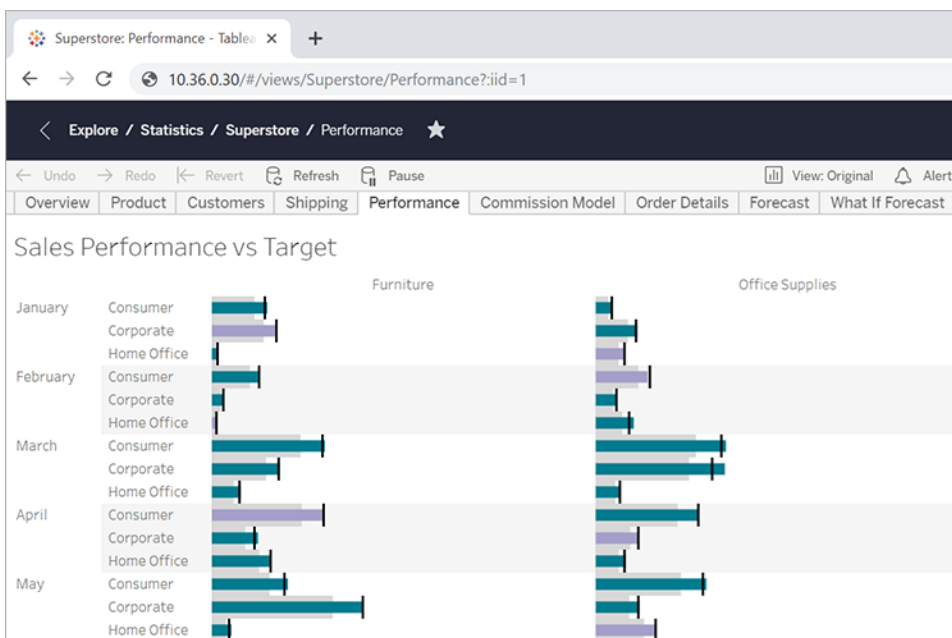 Superstore: Performance - Tablea
10.36.0.30/#/views/Superstore/Performance?:iid=1
Explore / Statistics / Superstore / Performance
Undo Redo Revert Refresh Pause View: Original Alert
Overview Product Customers Shipping Performance Commission Model Order Details Forecast What If Forecast
Sales Performance vs Target
Furniture Office Supplies
January Consumer
Corporate
Home Office
February Consumer
Corporate
Home Office
March Consumer
Corporate
Home Office
April Consumer
Corporate
Home Office
May Consumer
Corporate
Home Office